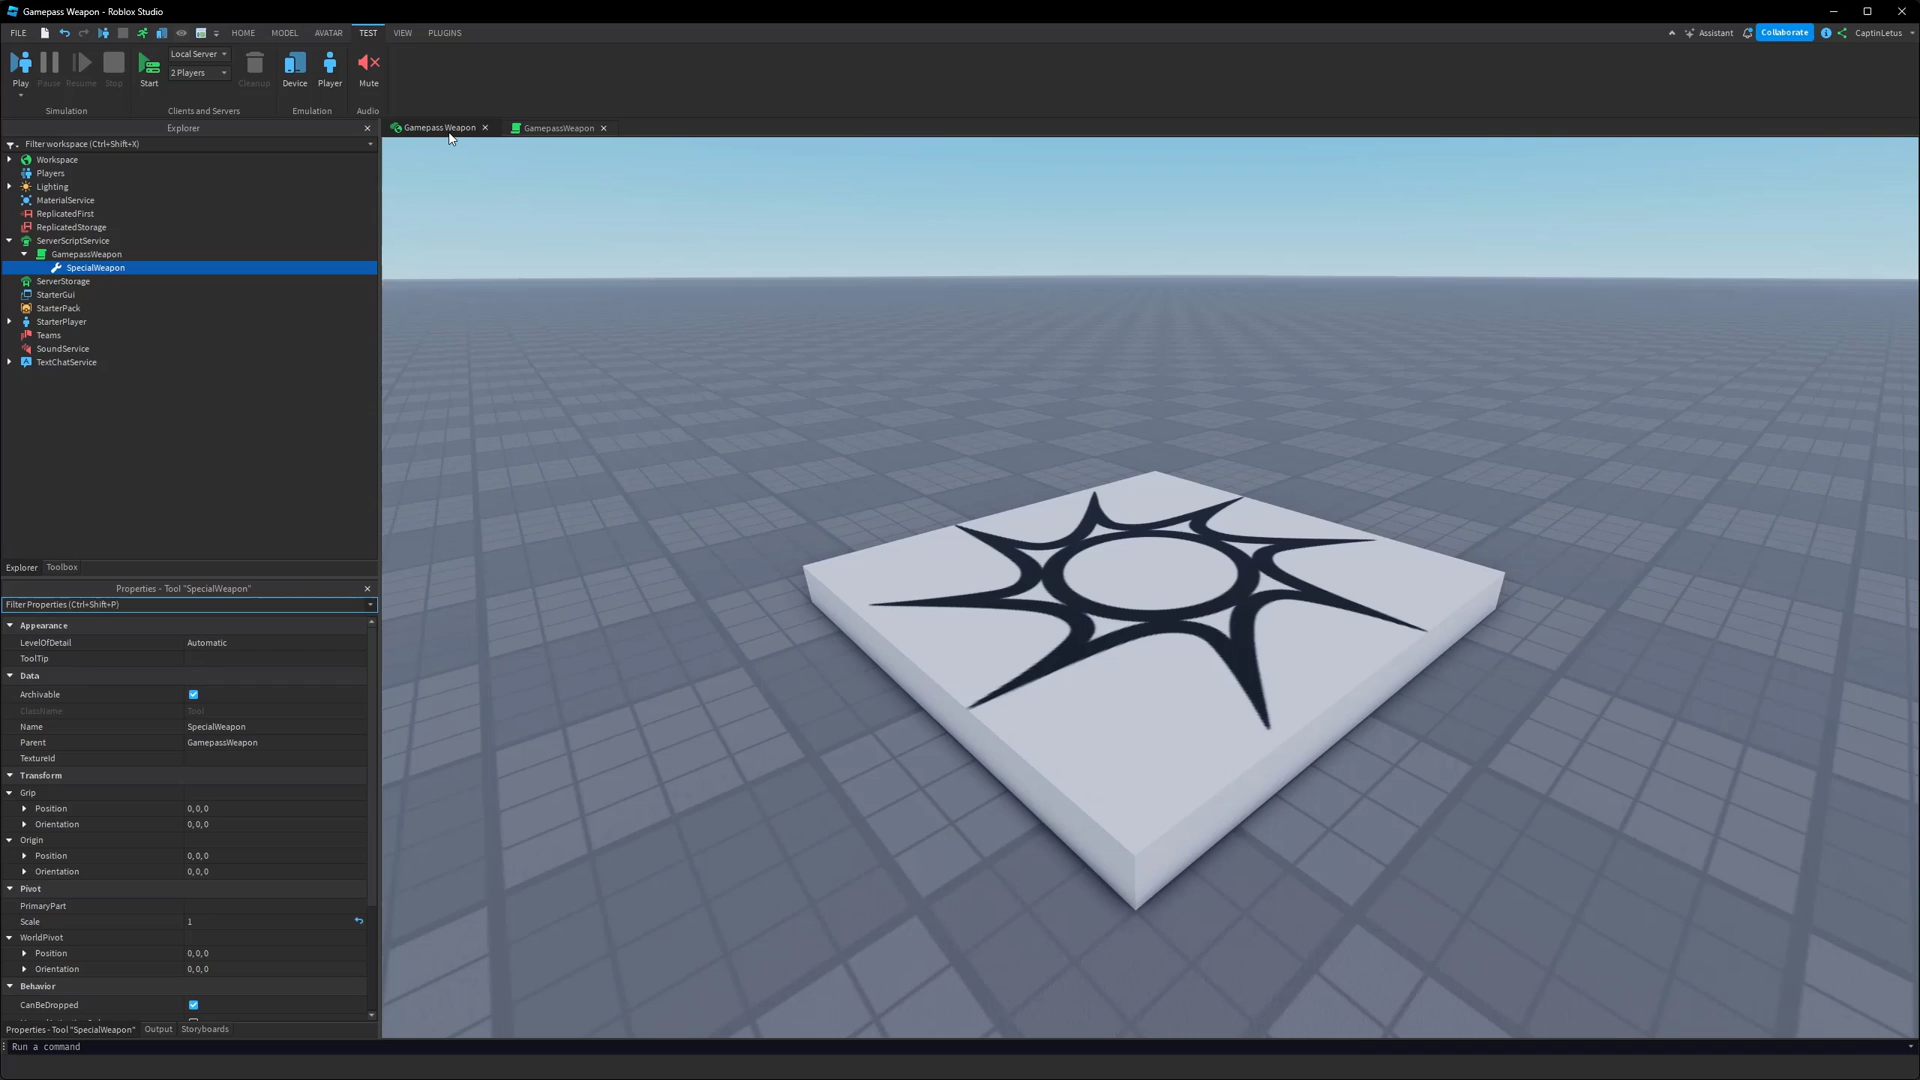 Gamepass Weapon - Roblox Studio
FILE
HOME
MODEL
AVATAR
TEST
VIEW
PLUGINS
Assistant
Collaborate
CaptinLetus
Play
Pause
Resume
Stop
Start
Local Server
2 Players
Cleanup
Device
Player
Mute
Simulation
Clients and Servers
Emulation
Audio
Explorer
Gamepass Weapon
GamepassWeapon
Filter workspace (Ctrl+Shift+X)
Workspace
Players
Lighting
MaterialService
ReplicatedFirst
ReplicatedStorage
ServerScriptService
GamepassWeapon
SpecialWeapon
ServerStorage
StarterGui
StarterPack
StarterPlayer
Teams
SoundService
TextChatService
Explorer
Toolbox
Properties - Tool "SpecialWeapon"
Filter Properties (Ctrl+Shift+P)
Appearance
LevelOfDetail Automatic
ToolTip
Data
Archivable
ClassName Tool
Name SpecialWeapon
Parent GamepassWeapon
TextureId
Transform
Grip
Position 0, 0, 0
Orientation 0, 0, 0
Origin
Position 0, 0, 0
Orientation 0, 0, 0
Pivot
PrimaryPart
Scale 1
WorldPivot
Position 0, 0, 0
Orientation 0, 0, 0
Behavior
CanBeDropped
Properties - Tool "SpecialWeapon"
Output
Storyboards
Run a command